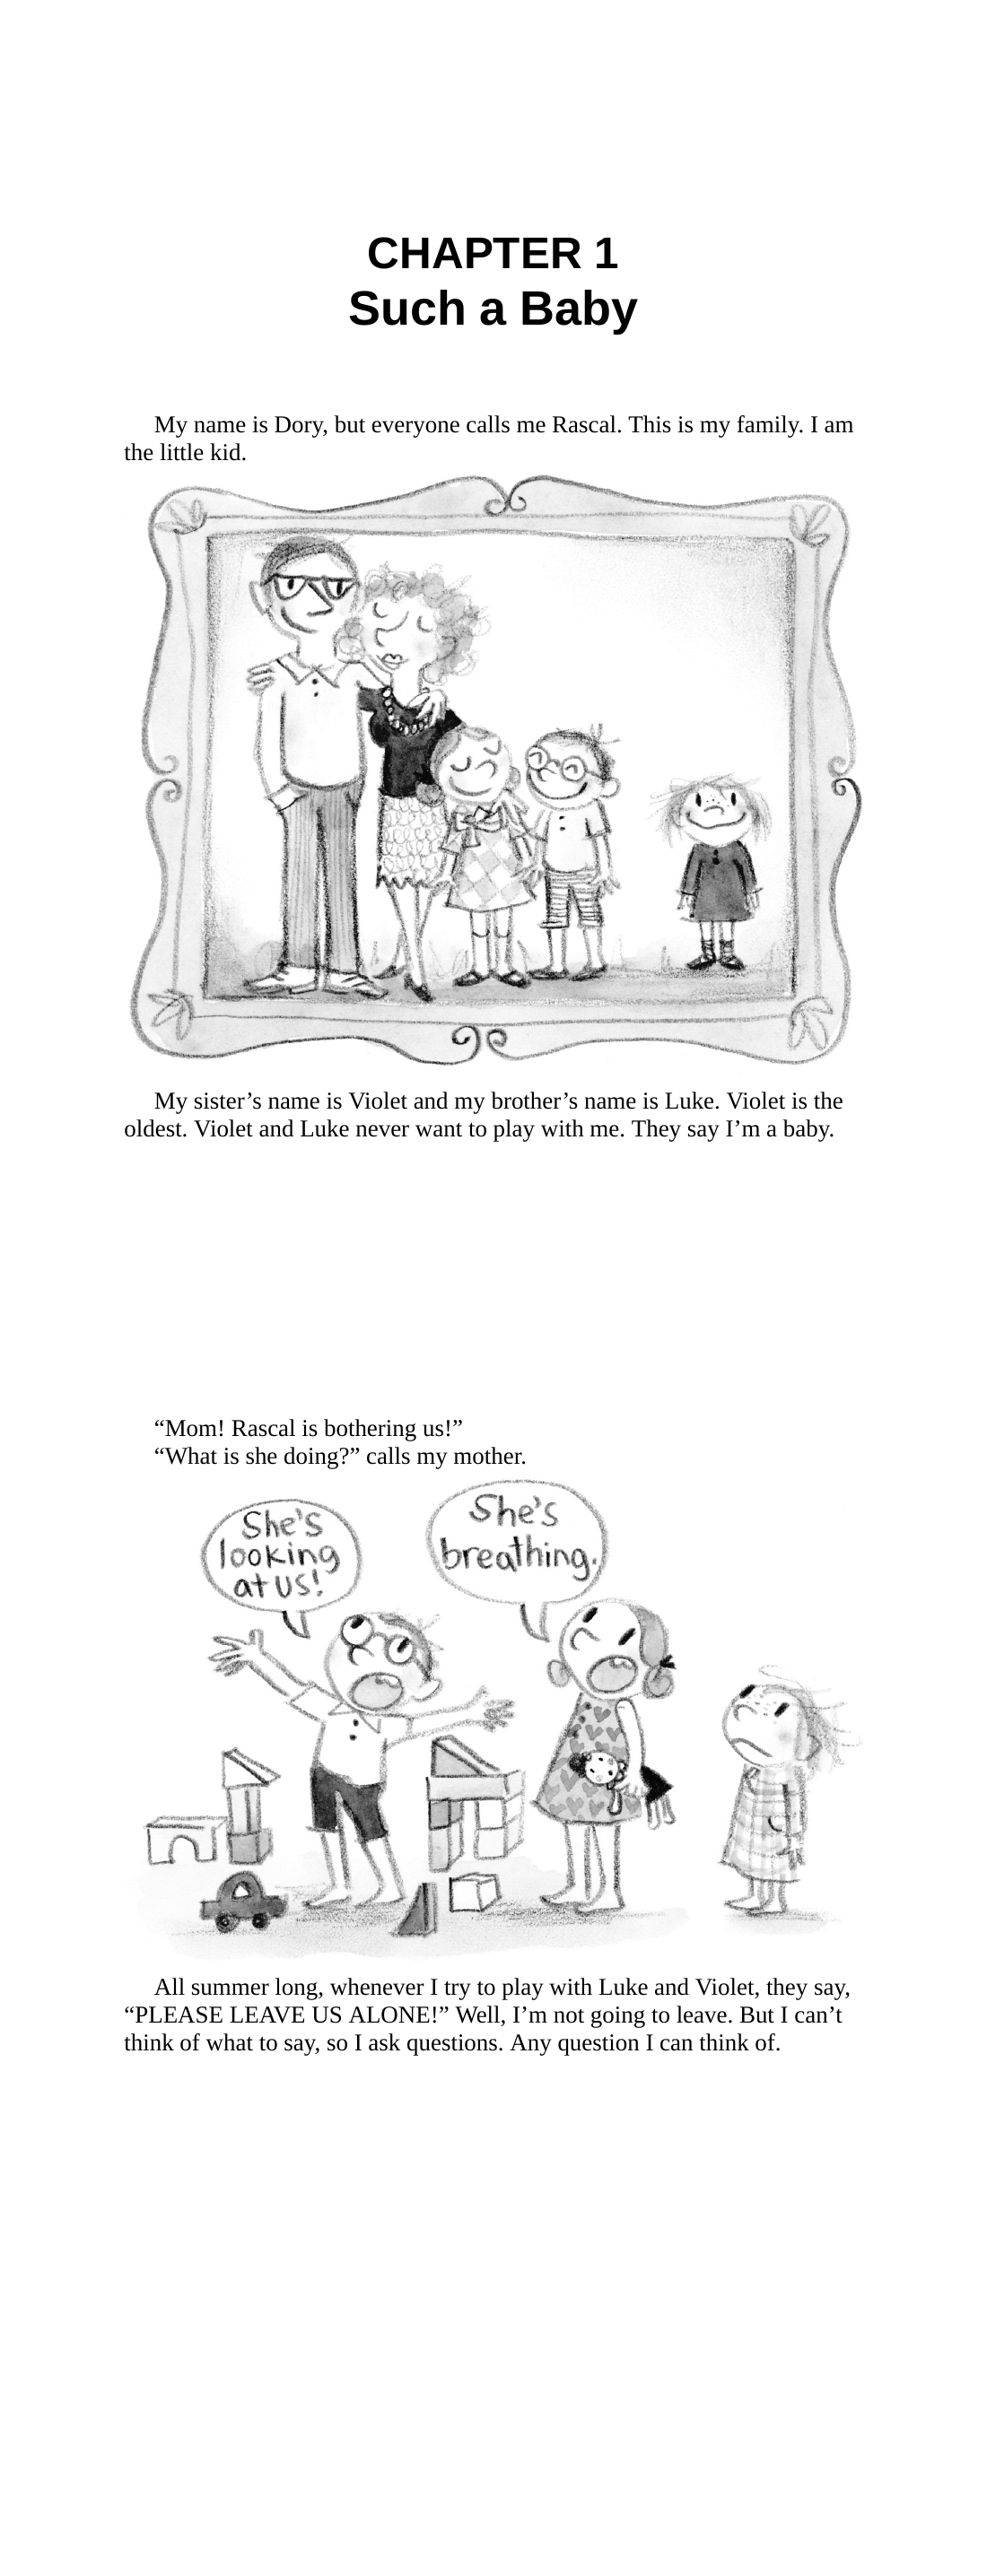 CHAPTER 1
Such a Baby
My name is Dory, but everyone calls me Rascal. This is my family. I am
the little kid.
My sister’s name is Violet and my brother’s name is Luke. Violet is the
oldest. Violet and Luke never want to play with me. They say I’m a baby.
“Mom! Rascal is bothering us!”
“What is she doing?” calls my mother.
She's
looking
at us!
She's
breathing.
All summer long, whenever I try to play with Luke and Violet, they say,
“PLEASE LEAVE US ALONE!” Well, I’m not going to leave. But I can’t
think of what to say, so I ask questions. Any question I can think of.